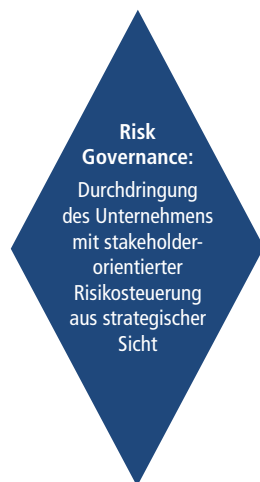 Risk
Governance:
Durchdringung
des Unternehmens
mit stakeholder-
orientierter
Risikosteuerung
aus strategischer
Sicht